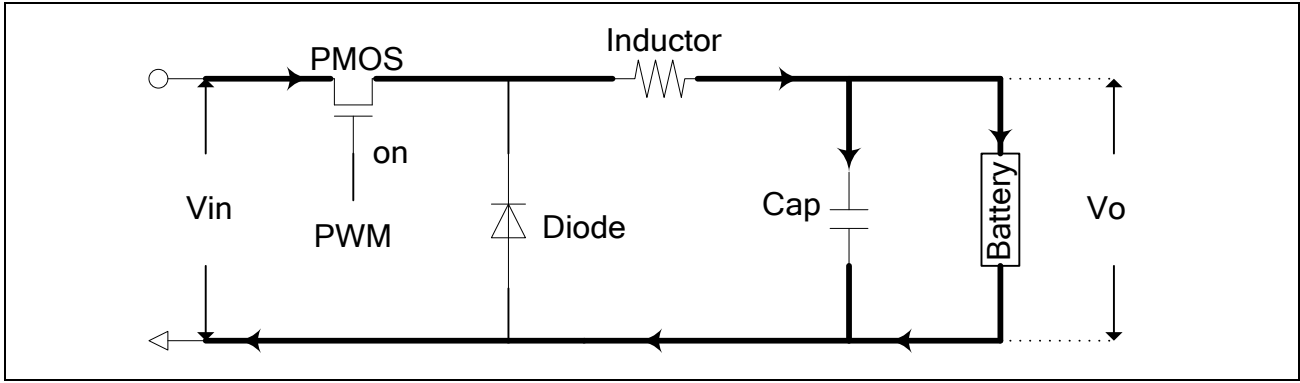 Inductor
PMOS
on
Vin
PWM
Diode
Cap
Battery
Vo